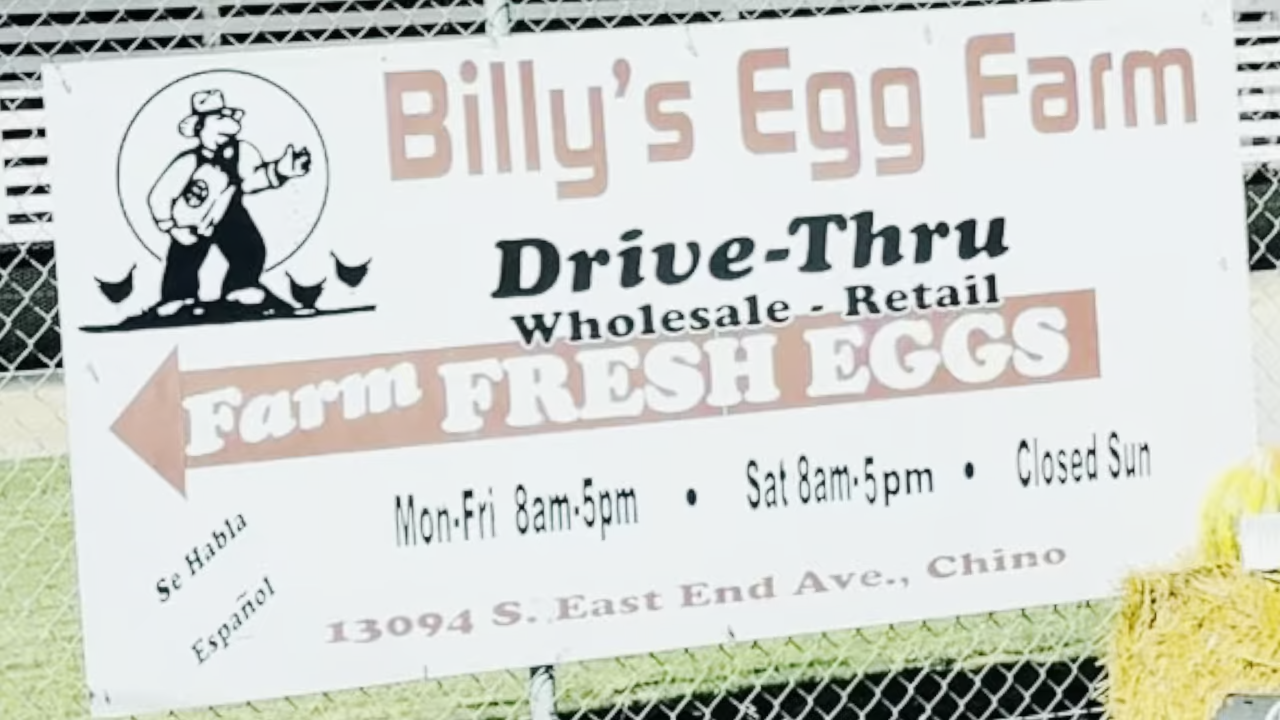 Billy's Egg Farm
Drive-Thru
Wholesale - Retail
Farm FRESH EGGS
Mon-Fri 8am-5pm • Sat 8am-5pm • Closed Sun
Se Habla
Español
13094 S. East End Ave., Chino